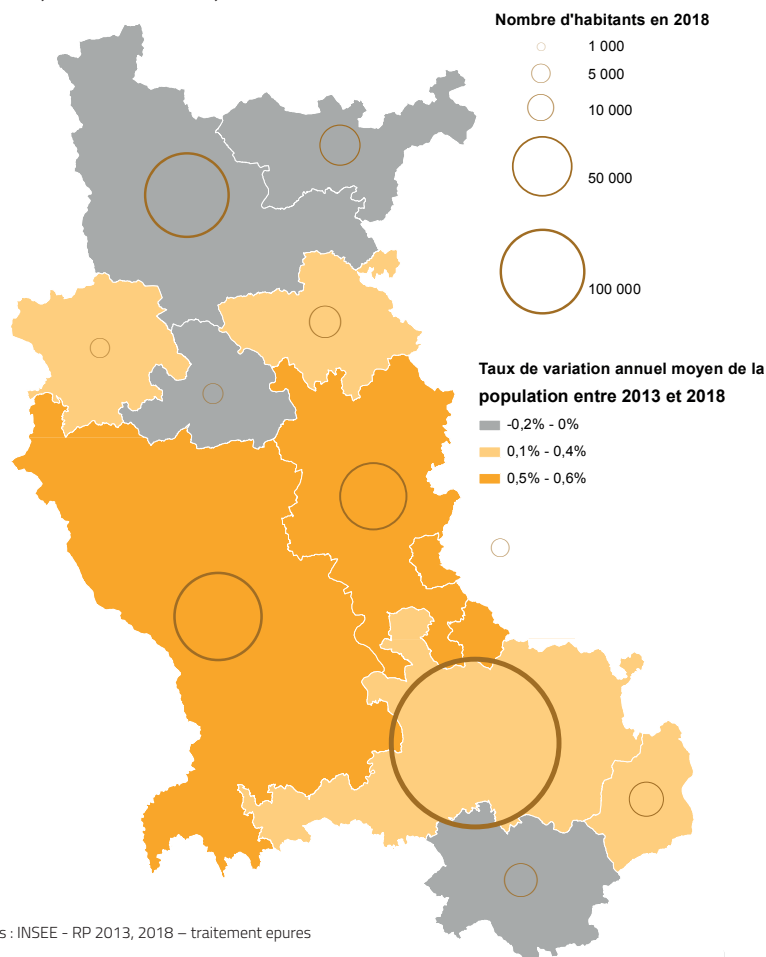 Nombre d'habitants en 2018
1 000
5 000
10 000
50 000
100 000
Taux de variation annuel moyen de la
population entre 2013 et 2018
-0,2% - 0%
0,1% - 0,4%
0,5% - 0,6%
s : INSEE - RP 2013, 2018 – traitement epures